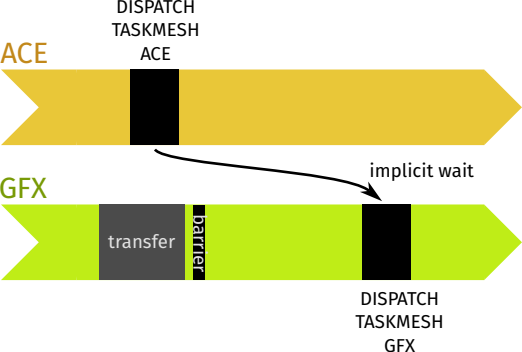 DISPATCH
TASKMESH
ACE
ACE
implicit wait
GFX
transfer
barrier
DISPATCH
TASKMESH
GFX